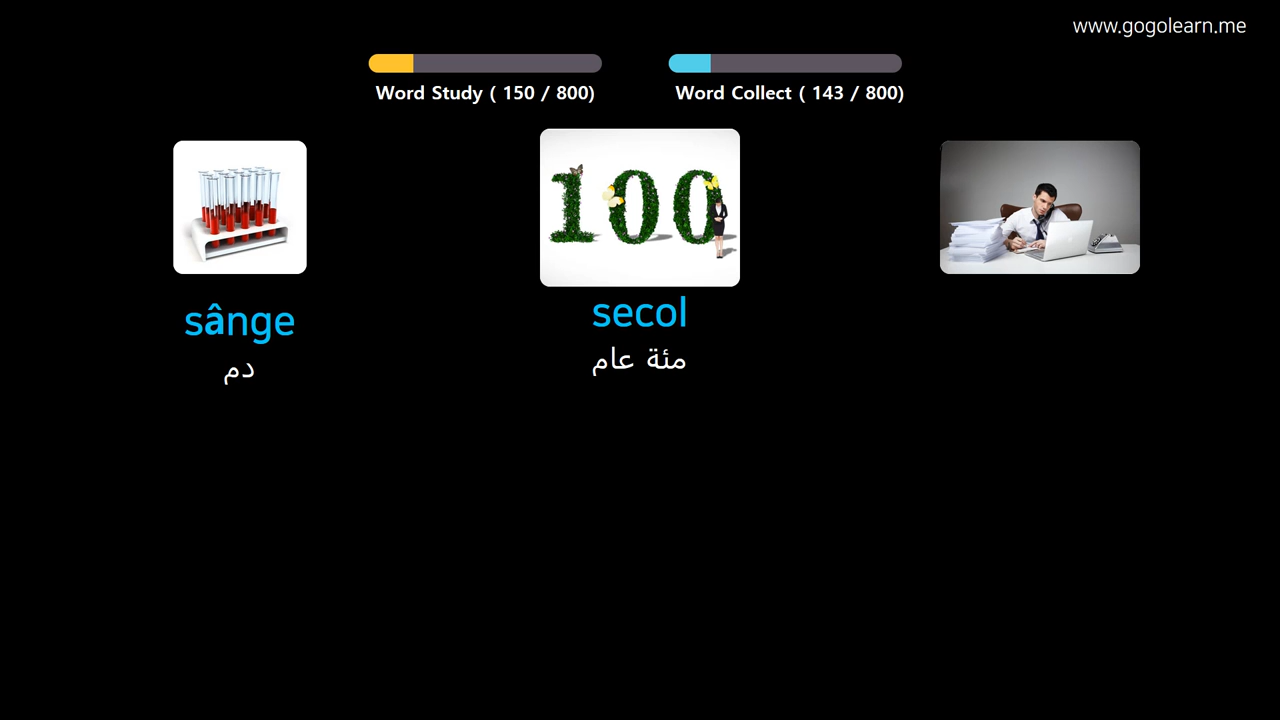 www.gogolearn.me
Word Study ( 150 / 800)
Word Collect ( 143 / 800)
100
sânge
دم
secol
مئة عام